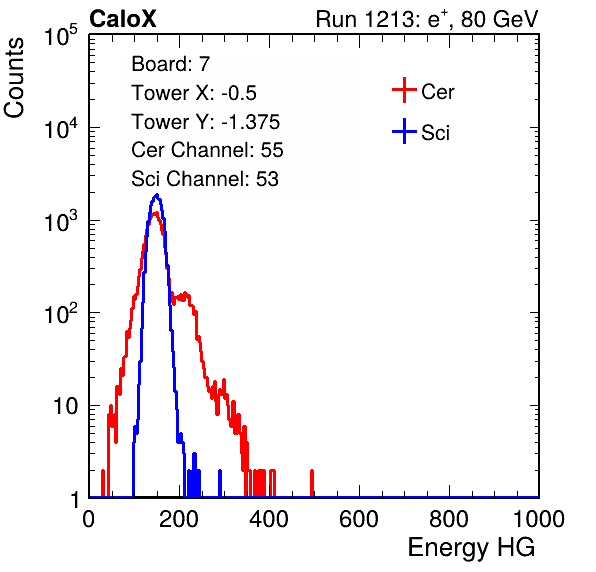 CaloX Run 1213: e⁺, 80 GeV
Counts
10⁵
10⁴
10³
10²
10
1
Board: 7
Tower X: -0.5
Tower Y: -1.375
Cer Channel: 55
Sci Channel: 53
Cer
Sci
0 200 400 600 800 1000
Energy HG